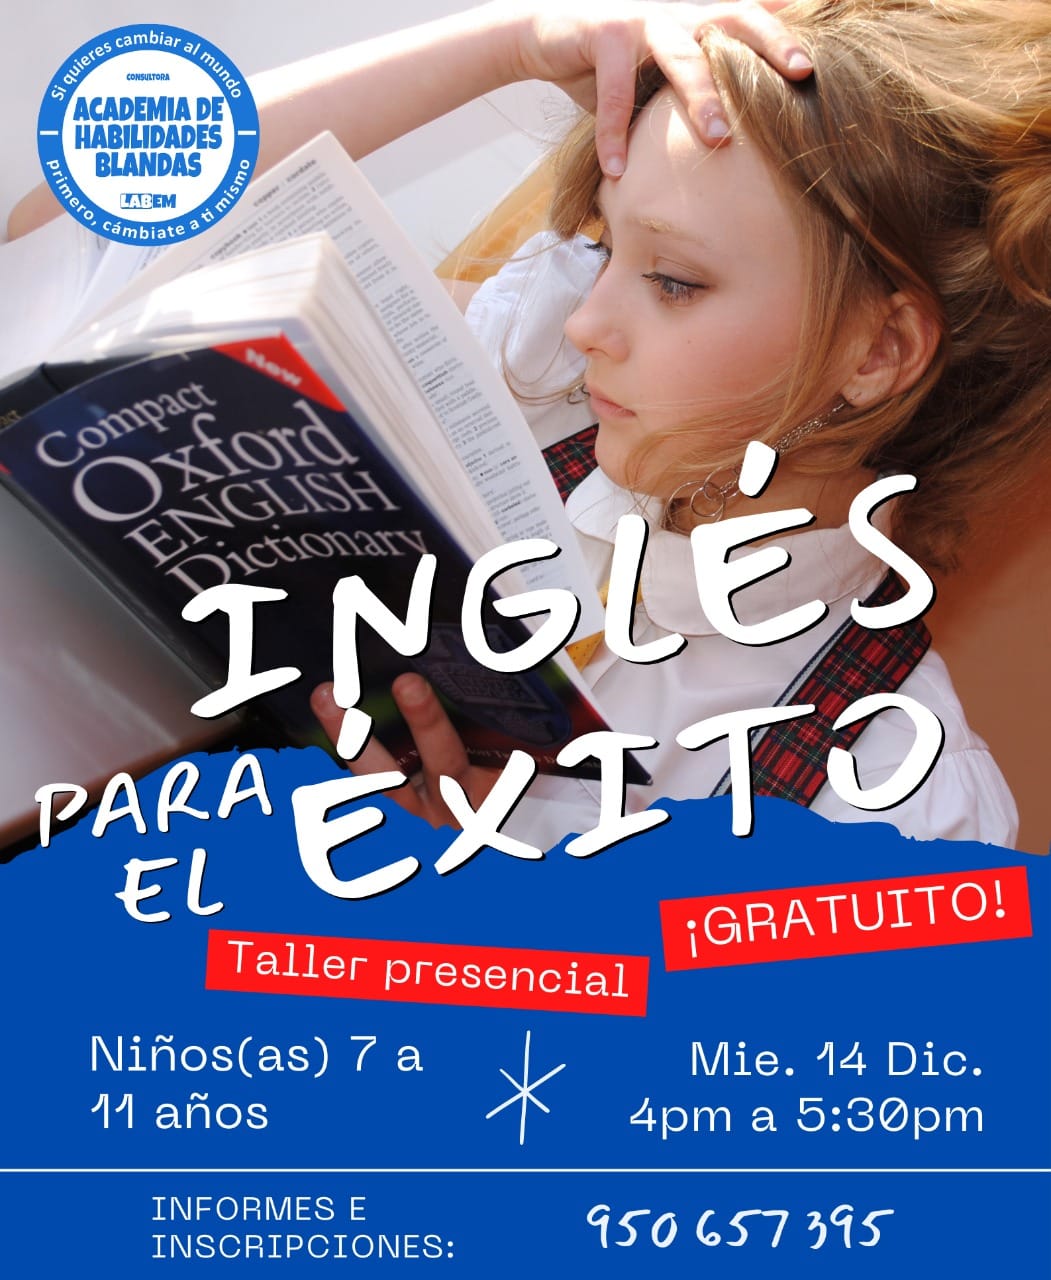 Si quieres cambiar al mundo
CONSULTORA
ACADEMIA DE
HABILIDADES
BLANDAS
LABEM
primero, cámbiate a ti mismo
New
Compact
Oxford
ENGLISH
Dictionary
INGLÉS
PARA EL ÉXITO
¡GRATUITO!
Taller presencial
Niños(as) 7 a
11 años
Mie. 14 Dic.
4pm a 5:30pm
INFORMES E
INSCRIPCIONES:
950 657 395